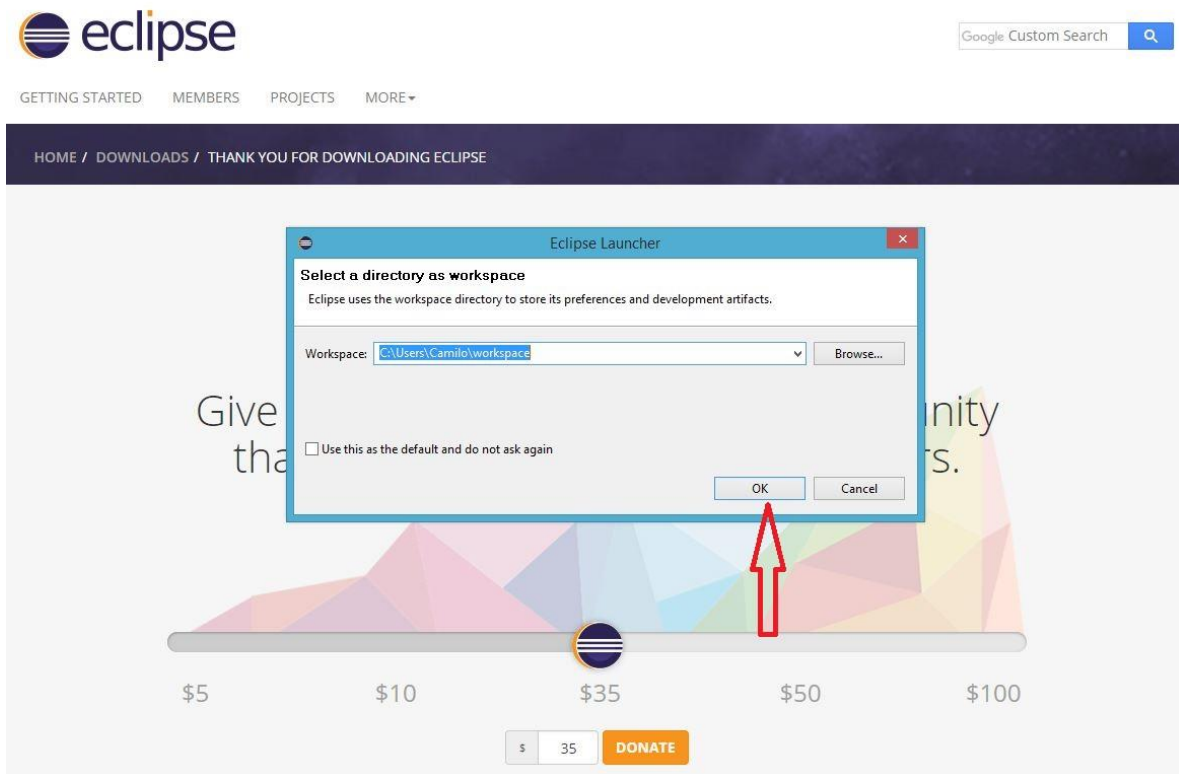 eclipse
Google Custom Search
GETTING STARTED MEMBERS PROJECTS MORE
HOME / DOWNLOADS / THANK YOU FOR DOWNLOADING ECLIPSE
Eclipse Launcher
Select a directory as workspace
Eclipse uses the workspace directory to store its preferences and development artifacts.
Workspace: C:\Users\Camilo\workspace Browse...
Give
Use this as the default and do not ask again
OK Cancel
$5 $10 $35 $50 $100
$ 35 DONATE